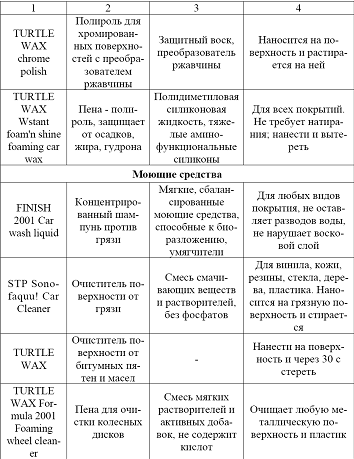 1 2 3 4
TURTLE
WAX
chrome
polish
Полироль для
хромирован-
ных поверхно-
стей с преобра-
зователем
ржавчины
Защитный воск,
преобразователь
ржавчины
Наносится на по-
верхность и растира-
ется на ней
TURTLE
WAX
Wstant
foam'n shine
foaming car
wax
Пена - поли-
роль, защищает
от осадков,
жира, гудрона
Полидиметиловая
силиконовая
жидкость, тяже-
лые амино-
функциональные
силиконы
Для всех покрытий.
Не требует натира-
ния; нанести и выте-
реть
Моющие средства
FINISH
2001 Car
wash liquid
Концентриро-
ванный шам-
пунь против
грязи
Мягкие, сбалан-
сированные
моющие средства,
способные к био-
разложению,
умягчители
Для любых видов
покрытия, не остав-
ляет разводов воды,
не нарушает воско-
вой слой
STP Sono-
faquu! Car
Cleaner
Очиститель по-
верхности от
грязи
Смесь смачи-
вающих веществ
и растворителей,
без фосфатов
Для винила, кожи,
резины, стекла, дере-
ва, пластика. Нано-
сится на грязную по-
верхность и стирает-
ся
TURTLE
WAX
Очиститель по-
верхности от
битумных пя-
тен и масел
-
Нанести на поверх-
ность и через 30 с
стереть
TURTLE
WAX For-
mula 2001
Foaming
wheel clean-
er
Пена для очи-
стки колесных
дисков
Смесь мягких
растворителей и
активных доба-
вок, не содержит
кислот
Очищает любую ме-
таллическую по-
верхность и пластик